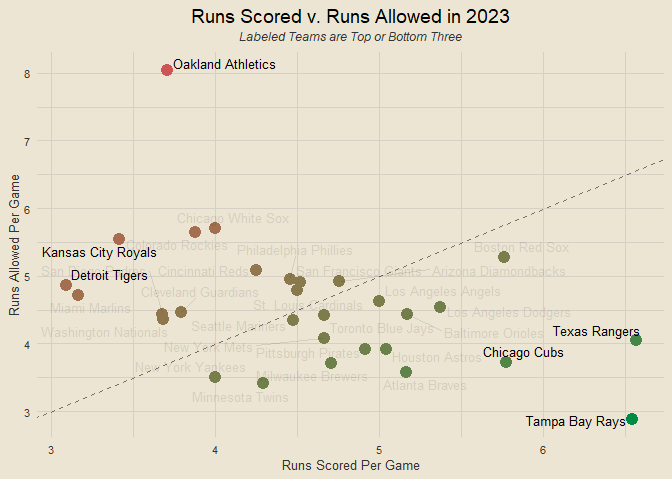 Runs Scored v. Runs Allowed in 2023
Labeled Teams are Top or Bottom Three
8
Oakland Athletics
7
6
Chicago White Sox
Colorado Rockies
Kansas City Royals
Philadelphia Phillies
Boston Red Sox
Detroit Tigers
Cincinnati Reds
San Francisco Giants
Arizona Diamondbacks
5
Cleveland Guardians
Los Angeles Angels
Miami Marlins
St. Louis Cardinals
Los Angeles Dodgers
Washington Nationals
Seattle Mariners
Toronto Blue Jays
Baltimore Orioles
Texas Rangers
4
New York Mets
Pittsburgh Pirates
Houston Astros
Chicago Cubs
New York Yankees
Milwaukee Brewers
Atlanta Braves
Minnesota Twins
3
Tampa Bay Rays
3
4
5
6
Runs Scored Per Game
Runs Allowed Per Game